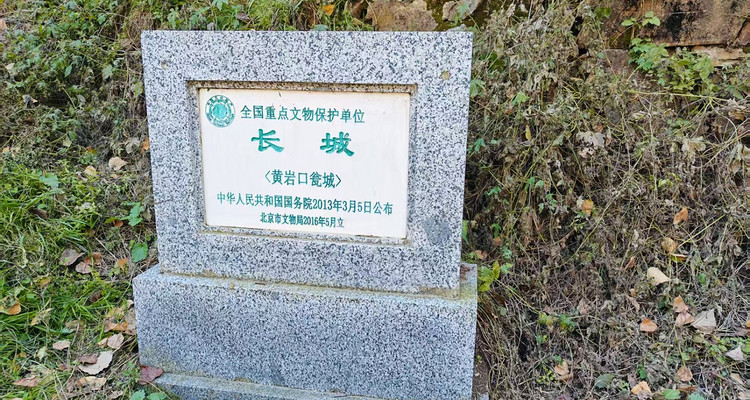 全国重点文物保护单位
长城
〈黄岩口瓮城〉
中华人民共和国国务院2013年3月5日公布
北京市文物局2016年5月立